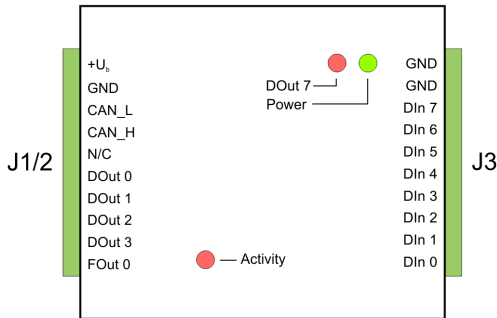 J1/2
+Ub
GND
CAN_L
CAN_H
N/C
DOut 0
DOut 1
DOut 2
DOut 3
FOut 0
DOut 7
Power
Activity
GND
GND
DIn 7
DIn 6
DIn 5
DIn 4
DIn 3
DIn 2
DIn 1
DIn 0
J3